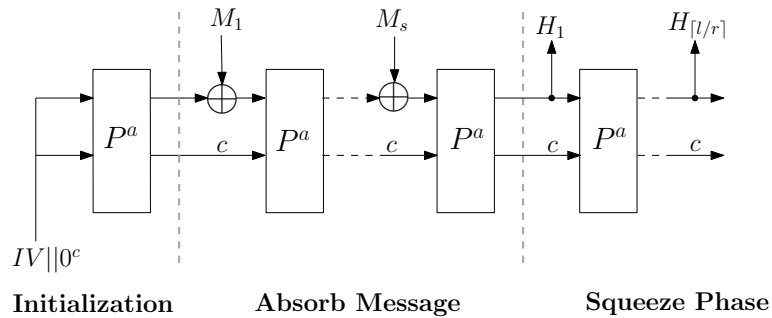 M_1 M_s H_1 H_{⌈l/r⌉}
P^a P^a P^a P^a
c c c c
IV||0^c
Initialization Absorb Message Squeeze Phase